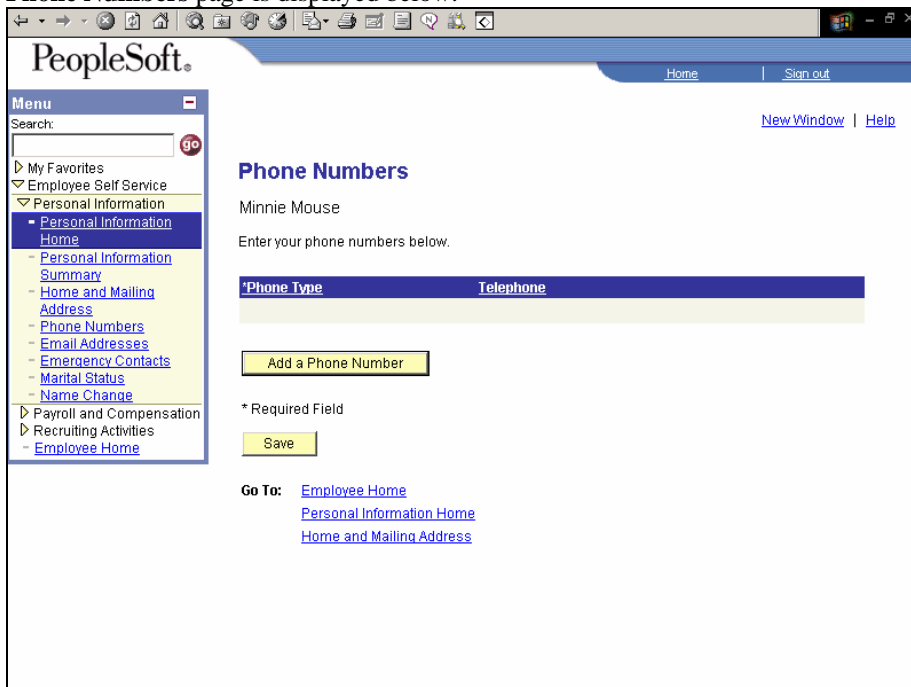 Phone Numbers page is displayed below.
PeopleSoft®
Home | Sign out
Menu
Search:
go
New Window | Help
My Favorites
Employee Self Service
Personal Information
- Personal Information
Home
- Personal Information
Summary
- Home and Mailing
Address
- Phone Numbers
- Email Addresses
- Emergency Contacts
- Marital Status
- Name Change
Payroll and Compensation
Recruiting Activities
- Employee Home
Phone Numbers
Minnie Mouse
Enter your phone numbers below.
*Phone Type Telephone
Add a Phone Number
* Required Field
Save
Go To: Employee Home
Personal Information Home
Home and Mailing Address